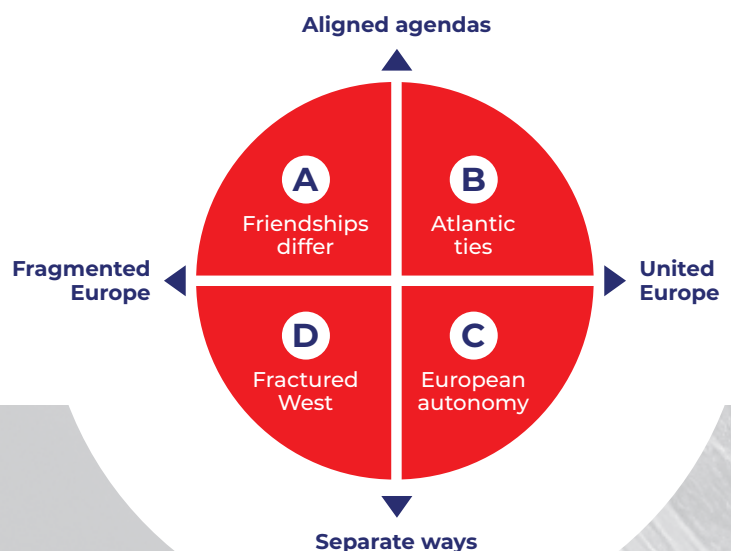 Aligned agendas
A
Friendships
differ
B
Atlantic
ties
Fragmented
Europe
United
Europe
D
Fractured
West
C
European
autonomy
Separate ways